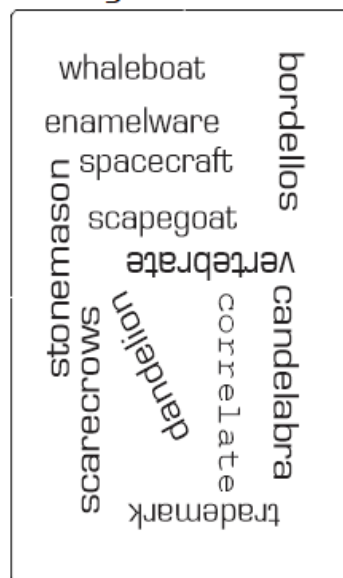 whaleboat
bordellos
enamelware
spacecraft
stonemason
scapegoat
vertebrate
candelabra
dandelion
correlate
scarecrows
trademark